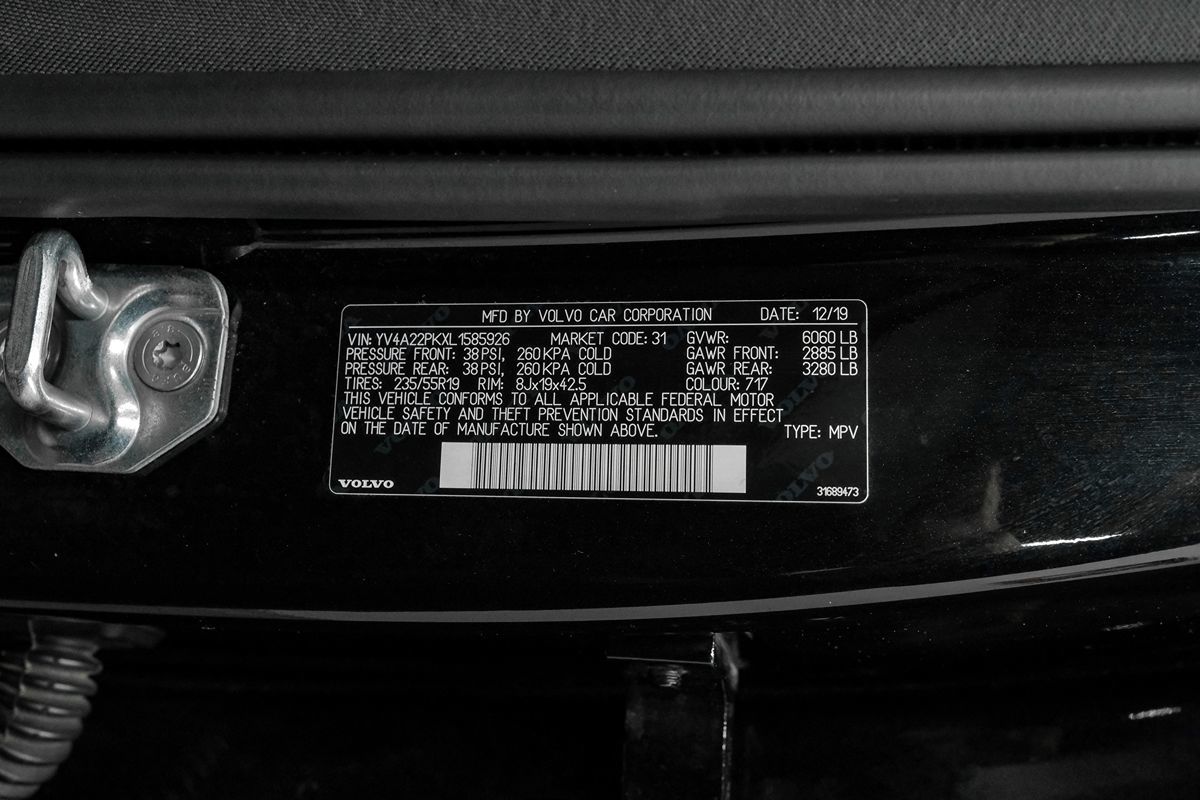 MFD BY VOLVO CAR CORPORATION DATE: 12/19
VIN: YV4A22PKXL1585926 MARKET CODE: 31 GVWR: 6060 LB
PRESSURE FRONT: 38 PSI, 260 KPA COLD GAWR FRONT: 2885 LB
PRESSURE REAR: 38 PSI, 260 KPA COLD GAWR REAR: 3280 LB
TIRES: 235/55R19 RIM: 8Jx19x42.5 COLOUR: 717
THIS VEHICLE CONFORMS TO ALL APPLICABLE FEDERAL MOTOR
VEHICLE SAFETY AND THEFT PREVENTION STANDARDS IN EFFECT
ON THE DATE OF MANUFACTURE SHOWN ABOVE. TYPE: MPV
VOLVO 31689473